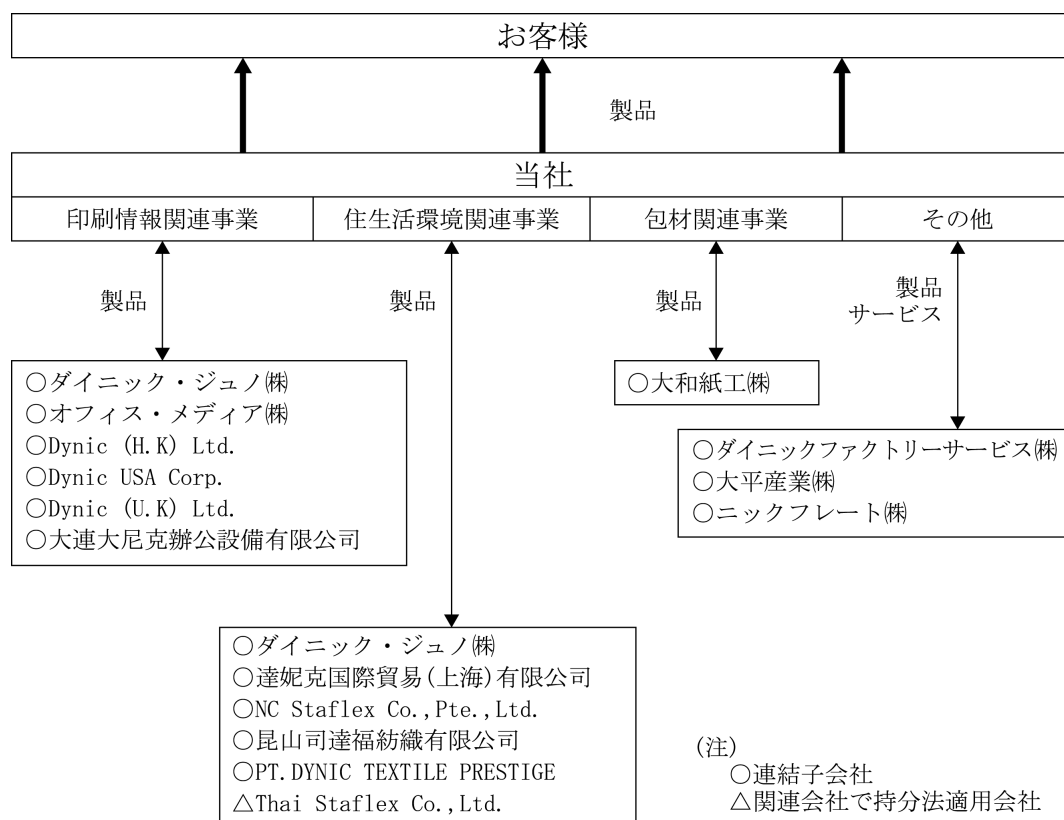 お客様
製品
当社
印刷情報関連事業
住生活環境関連事業
包材関連事業
その他
製品
製品
製品
製品
サービス
○ダイニック・ジュノ㈱
○オフィス・メディア㈱
○Dynic (H.K) Ltd.
○Dynic USA Corp.
○Dynic (U.K) Ltd.
○大連大尼克辦公設備有限公司
○大和紙工㈱
○ダイニックファクトリーサービス㈱
○大平産業㈱
○ニックフレート㈱
○ダイニック・ジュノ㈱
○達妮克国際貿易(上海)有限公司
○NC Staflex Co.,Pte.,Ltd.
○昆山司達福紡織有限公司
○PT.DYNIC TEXTILE PRESTIGE
△Thai Staflex Co.,Ltd.
(注)
○連結子会社
△関連会社で持分法適用会社